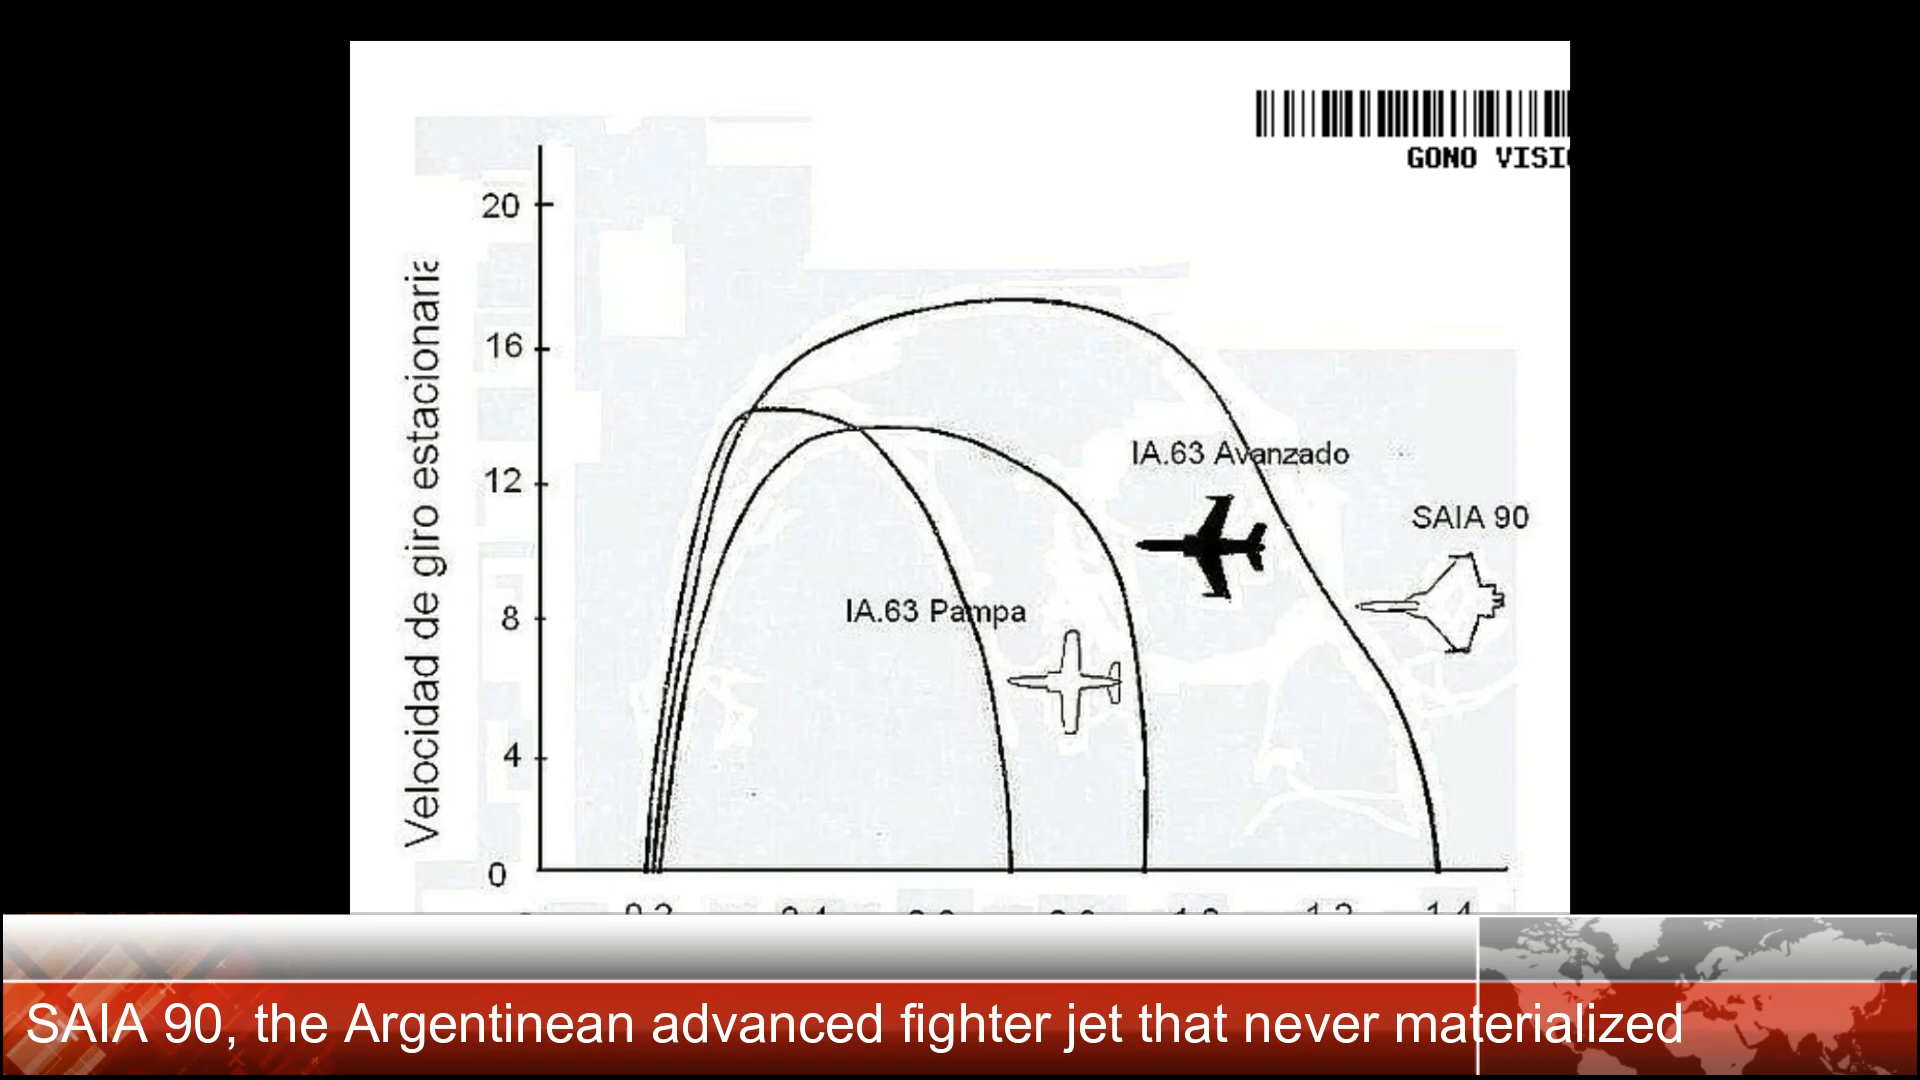 GONO VISI
20
16
12
8
4
0
Velocidad de giro estacionari
IA.63 Avanzado
SAIA 90
IA.63 Pampa
SAIA 90, the Argentinean advanced fighter jet that never materialized